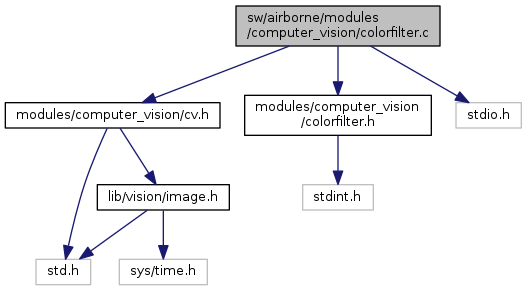 sw/airborne/modules
/computer_vision/colorfilter.c
modules/computer_vision/cv.h
modules/computer_vision
/colorfilter.h
stdio.h
lib/vision/image.h
stdint.h
std.h
sys/time.h